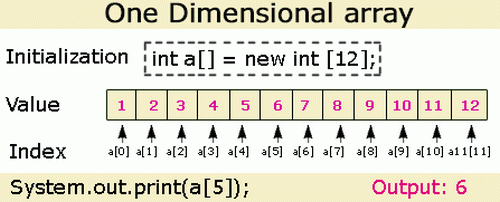 One Dimensional array
Initialization int a[] = new int [12];
Value 1 2 3 4 5 6 7 8 9 10 11 12
Index a[0] a[1] a[2] a[3] a[4] a[5] a[6] a[7] a[8] a[9] a[10] a11[11]
System.out.print(a[5]); Output: 6